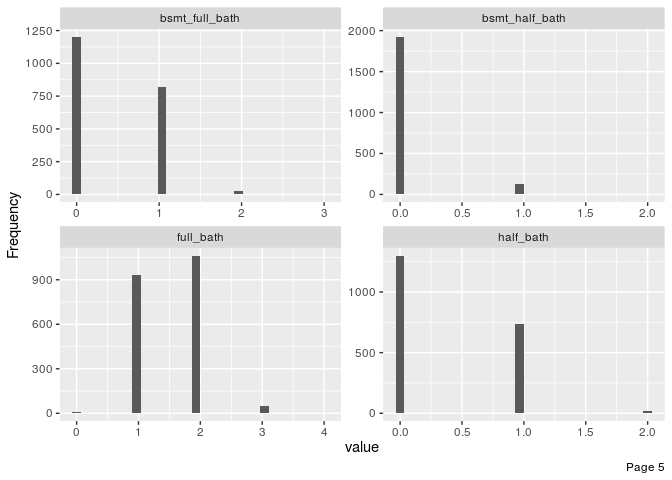 bsmt_full_bath
bsmt_half_bath
1250
1000
750
500
250
0
0 1 2 3
2000
1500
1000
500
0
0.0 0.5 1.0 1.5 2.0
Frequency
full_bath
half_bath
900
600
300
0
0 1 2 3 4
1000
500
0
0.0 0.5 1.0 1.5 2.0
value
Page 5